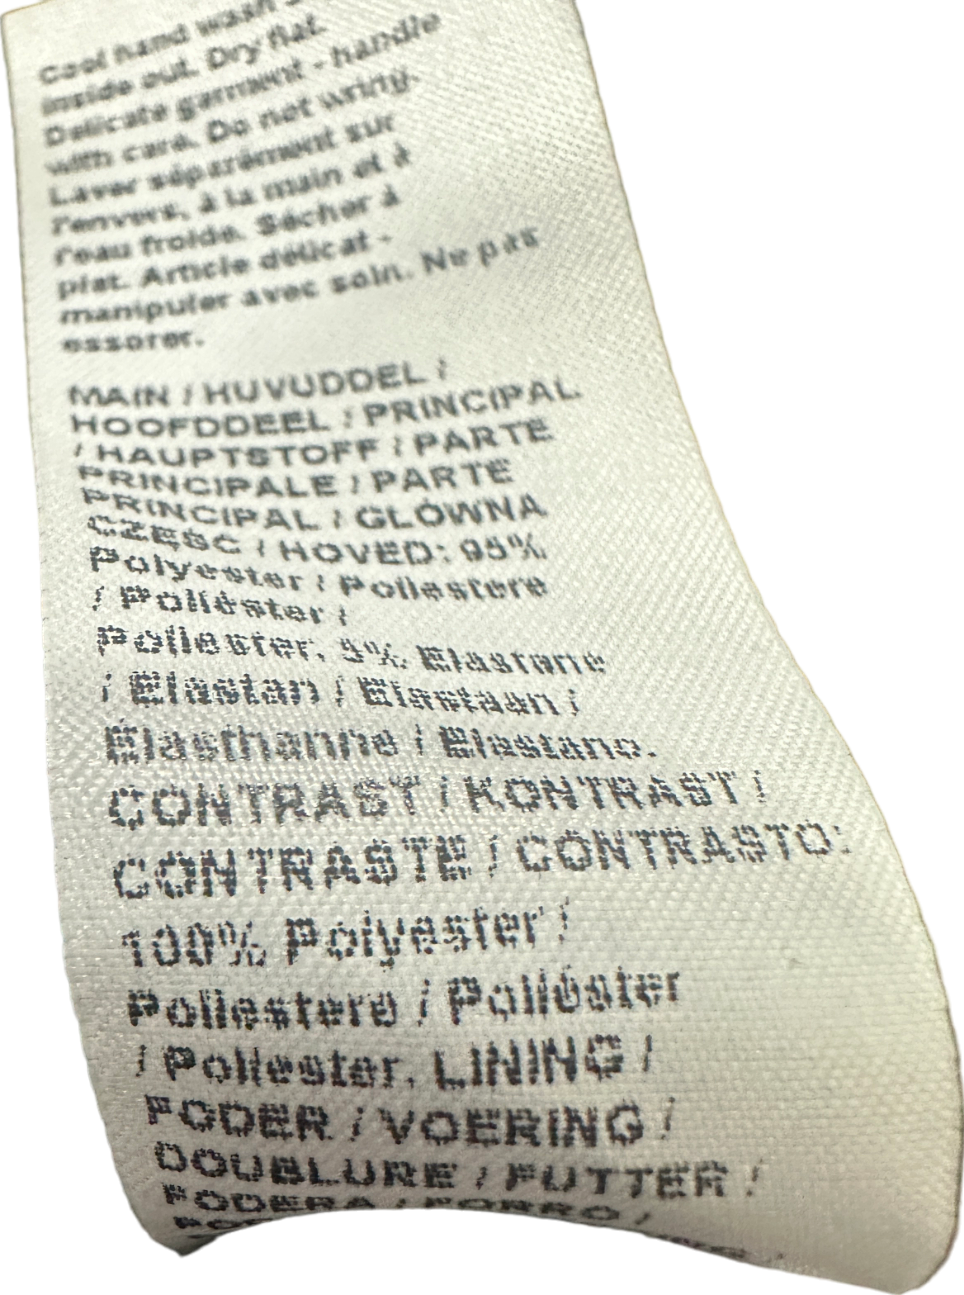 Cool hand wash
inside out. Dry flat.
Delicate garment - handle
with care. Do not wring.
Laver séparément sur
l'envers, à la main et à
l'eau froide. Sécher à
plat. Article délicat -
manipuler avec soin. Ne pas
essorer.
MAIN / HUVUDDEL /
HOOFDDEEL / PRINCIPAL
/ HAUPTSTOFF / PARTE
PRINCIPALE / PARTE
PRINCIPAL / GLÓWNA
CZESC / HOVED: 95%
Polyester / Poliestere
/ Poliéster /
Poliester. 5% Elastane
/ Elastan / Elastaan /
Élasthanne / Elastano.
CONTRAST / KONTRAST /
CONTRASTE / CONTRASTO:
100% Polyester /
Poliestere / Poliéster
/ Poliester. LINING /
FODER / VOERING /
DOUBLURE / FUTTER /
FODERA / FORRO /